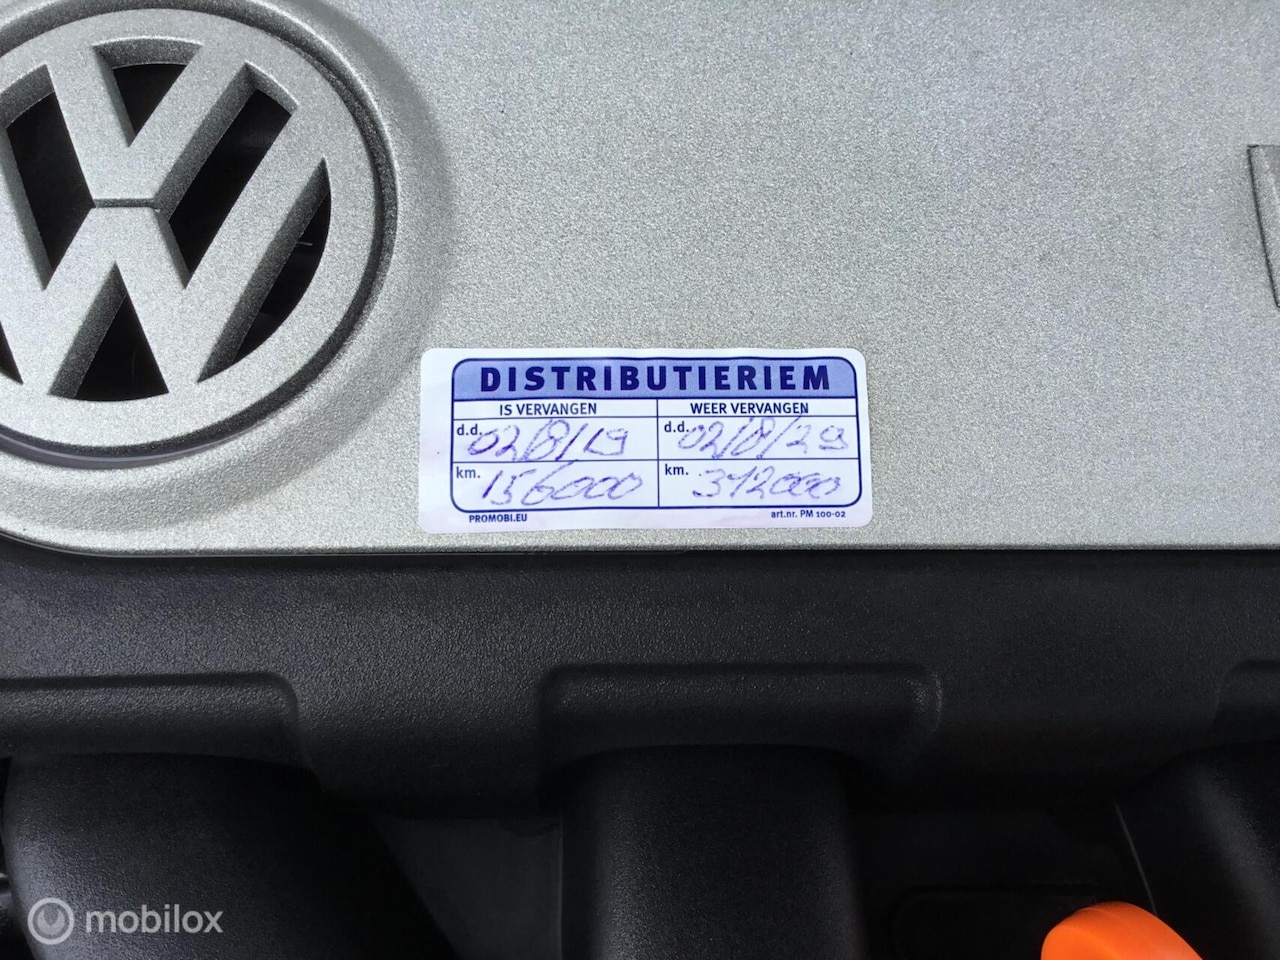 DISTRIBUTIERIEM
IS VERVANGEN WEER VERVANGEN
d.d. 02/8/19 d.d. 02/8/29
km. 156000 km. 312000
PROMOBI.EU art.nr. PM 100-02
mobilox